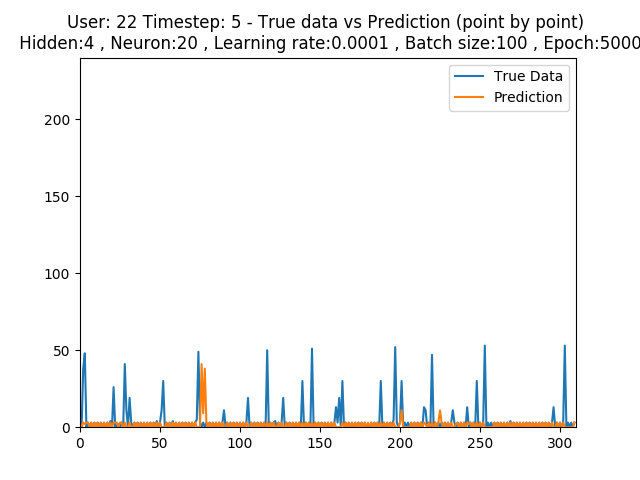 User: 22 Timestep: 5 - True data vs Prediction (point by point)
Hidden:4 , Neuron:20 , Learning rate:0.0001 , Batch size:100 , Epoch:5000
True Data
Prediction
200
150
100
50
0
0 50 100 150 200 250 300